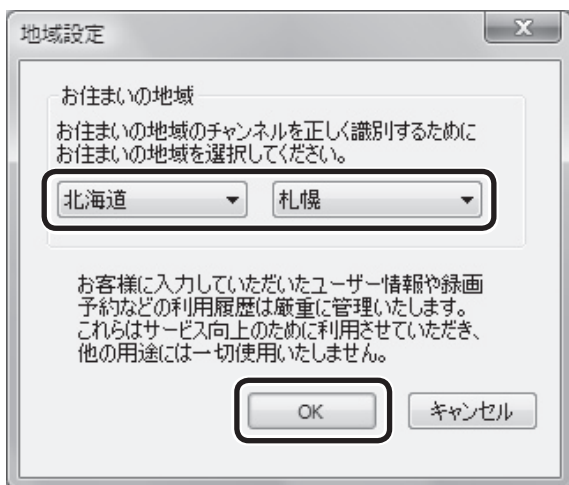 地域設定
お住まいの地域
お住まいの地域のチャンネルを正しく識別するために
お住まいの地域を選択してください。
北海道 札幌
お客様に入力していただいたユーザー情報や録画
予約などの利用履歴は厳重に管理いたします。
これらはサービス向上のために利用させていただき、
他の用途には一切使用いたしません。
OK キャンセル